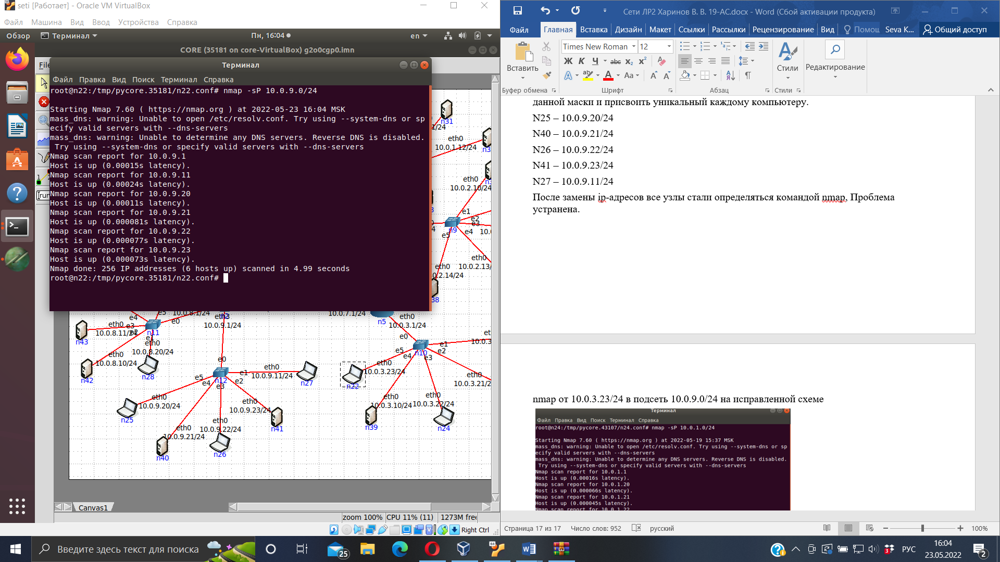 seti [Работает] - Oracle VM VirtualBox
Файл Машина Вид Ввод Устройства Справка
Обзор Терминал Пн, 16:04 en
CORE (35181 on core-VirtualBox) g2o0cgp0.imn
Терминал
Файл Правка Вид Поиск Терминал Справка
root@n22:/tmp/pycore.35181/n22.conf# nmap -sP 10.0.9.0/24
Starting Nmap 7.60 ( https://nmap.org ) at 2022-05-23 16:04 MSK
mass_dns: warning: Unable to open /etc/resolv.conf. Try using --system-dns or sp
ecify valid servers with --dns-servers
mass_dns: warning: Unable to determine any DNS servers. Reverse DNS is disabled.
Try using --system-dns or specify valid servers with --dns-servers
Nmap scan report for 10.0.9.1
Host is up (0.00015s latency).
Nmap scan report for 10.0.9.11
Host is up (0.00024s latency).
Nmap scan report for 10.0.9.20
Host is up (0.00011s latency).
Nmap scan report for 10.0.9.21
Host is up (0.000081s latency).
Nmap scan report for 10.0.9.22
Host is up (0.000077s latency).
Nmap scan report for 10.0.9.23
Host is up (0.000073s latency).
Nmap done: 256 IP addresses (6 hosts up) scanned in 4.99 seconds
root@n22:/tmp/pycore.35181/n22.conf#
n31
eth0
10.0.1.12/24
eth0
10.0.2.10/24
e1
e2
e3
n9
e4
e5
eth0
10.0.2.13/
eth0
0.2.14/24
38
e4
e5
10.0.8.1/24
e0
eth0
e3
10.0.8.11/24
e2
n11
e1
n43
eth0
10.0.8.20/24
eth0
10.0.8.10/24
n42
n28
eth3
10.0.9.1/24
e0
n12
e1
e2
e3
e4
e5
eth0
10.0.9.11/24
n27
eth0
10.0.9.20/24
n25
eth0
10.0.9.23/24
n41
eth0
10.0.9.22/24
n26
eth0
10.0.9.21/24
n40
10.0.7.1/24
n5
eth0
10.0.3.1/24
e0
n10
e1
e2
e3
e4
e5
eth0
10.0.3.23/24
n22
eth0
10.0.3.10/24
n39
eth0
10.0.3.22/24
n24
eth0
10.0.3.21/2
Canvas1
zoom 100% CPU 11% (11) 1273M free
Right Ctrl
Сети ЛР2 Харинов В. В. 19-АС.docx - Word (Сбой активации продукта)
Файл Главная Вставка Дизайн Макет Ссылки Рассылки Рецензирование Вид Помощ Seva K... Общий доступ
Вставить
Times New Roman 12
Ж К Ч abc x₂ x²
Aa
Стили
Редактирование
Буфер обмена Шрифт Абзац Стили
данной маски и присвоить уникальный каждому компьютеру.
N25 – 10.0.9.20/24
N40 – 10.0.9.21/24
N26 – 10.0.9.22/24
N41 – 10.0.9.23/24
N27 – 10.0.9.11/24
После замены ip-адресов все узлы стали определяться командой nmap. Проблема
устранена.
nmap от 10.0.3.23/24 в подсеть 10.0.9.0/24 на исправленной схеме
Терминал
Файл Правка Вид Поиск Терминал Справка
root@n24:/tmp/pycore.43107/n24.conf# nmap -sP 10.0.1.0/24
Starting Nmap 7.60 ( https://nmap.org ) at 2022-05-19 15:37 MSK
mass_dns: warning: Unable to open /etc/resolv.conf. Try using --system-dns or sp
ecify valid servers with --dns-servers
mass_dns: warning: Unable to determine any DNS servers. Reverse DNS is disabled.
Try using --system-dns or specify valid servers with --dns-servers
Nmap scan report for 10.0.1.1
Host is up (0.00016s latency).
Nmap scan report for 10.0.1.20
Host is up (0.000066s latency).
Nmap scan report for 10.0.1.21
Host is up (0.000045s latency).
Nmap scan report for 10.0.1.22
Страница 17 из 17 Число слов: 952 русский 100%
Введите здесь текст для поиска
25
64
3
РУС
16:04
23.05.2022
2